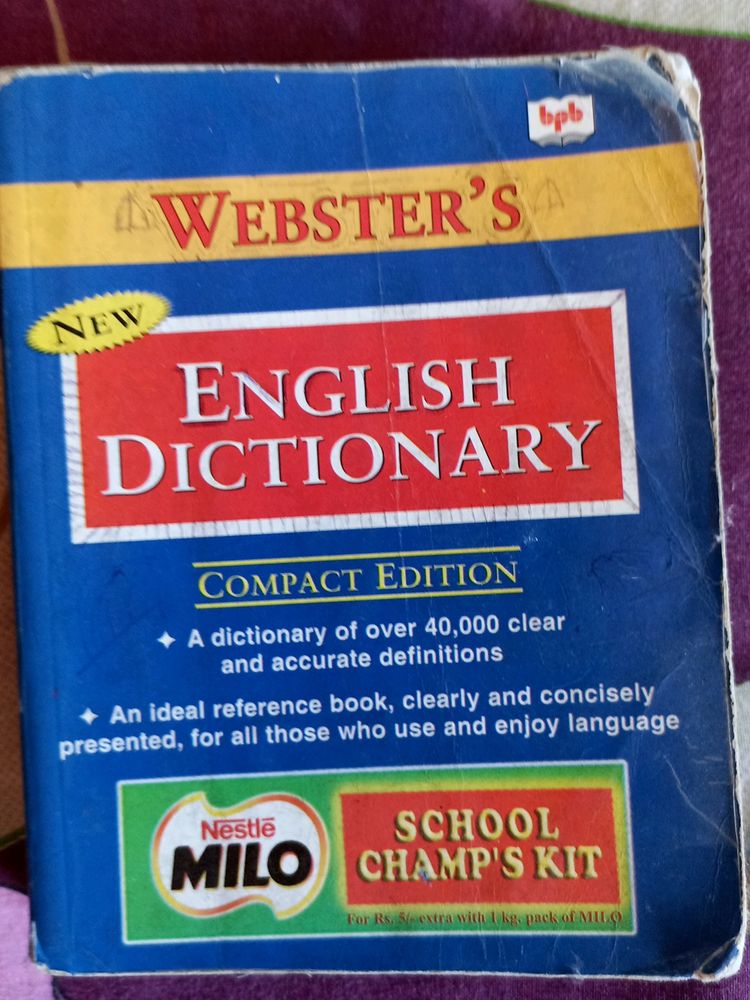 bpb
WEBSTER'S
NEW
ENGLISH
DICTIONARY
COMPACT EDITION
✦ A dictionary of over 40,000 clear
and accurate definitions
✦ An ideal reference book, clearly and concisely
presented, for all those who use and enjoy language
Nestlé
MILO
SCHOOL
CHAMP'S KIT
For Rs. 5/- extra with 1 kg. pack of MILO